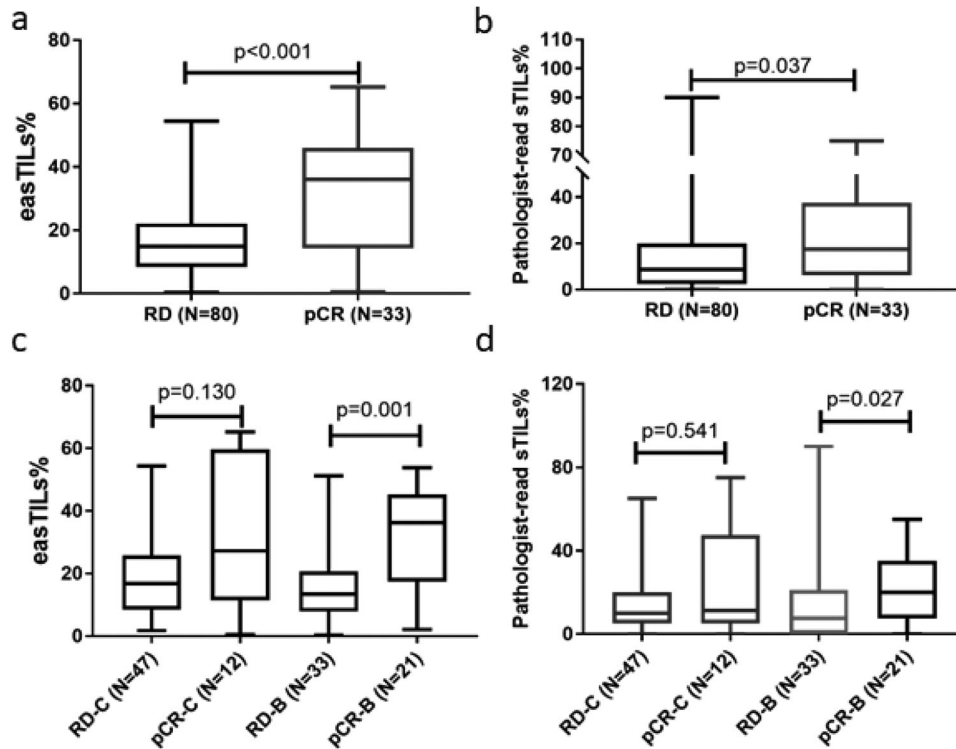 a
easTILs%
80
60
40
20
0
p<0.001
RD (N=80)
pCR (N=33)
b
Pathologist-read sTILs%
110
100
90
80
70
40
20
0
p=0.037
RD (N=80)
pCR (N=33)
c
easTILs%
80
60
40
20
0
p=0.130
p=0.001
RD-C (N=47)
pCR-C (N=12)
RD-B (N=33)
pCR-B (N=21)
d
Pathologist-read sTILs%
120
80
40
0
p=0.541
p=0.027
RD-C (N=47)
pCR-C (N=12)
RD-B (N=33)
pCR-B (N=21)